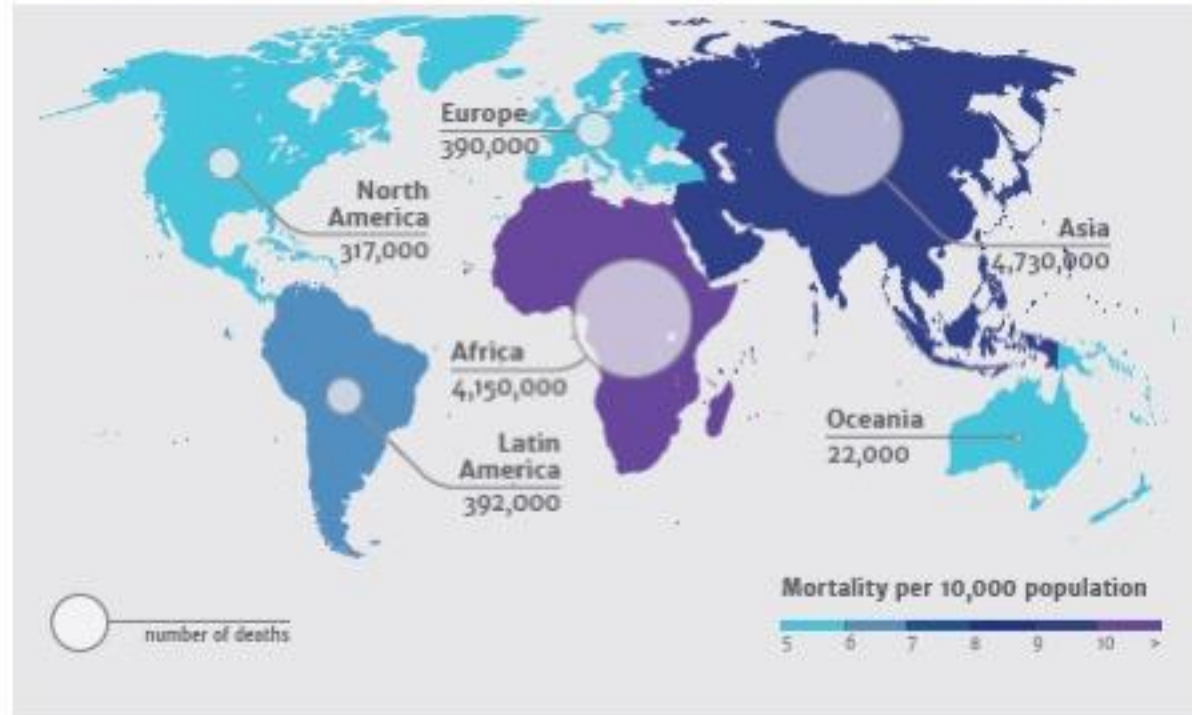 Europe
390,000
North
America
317,000
Asia
4,730,000
Africa
4,150,000
Latin
America
392,000
Oceania
22,000
number of deaths
Mortality per 10,000 population
5 6 7 8 9 10 >